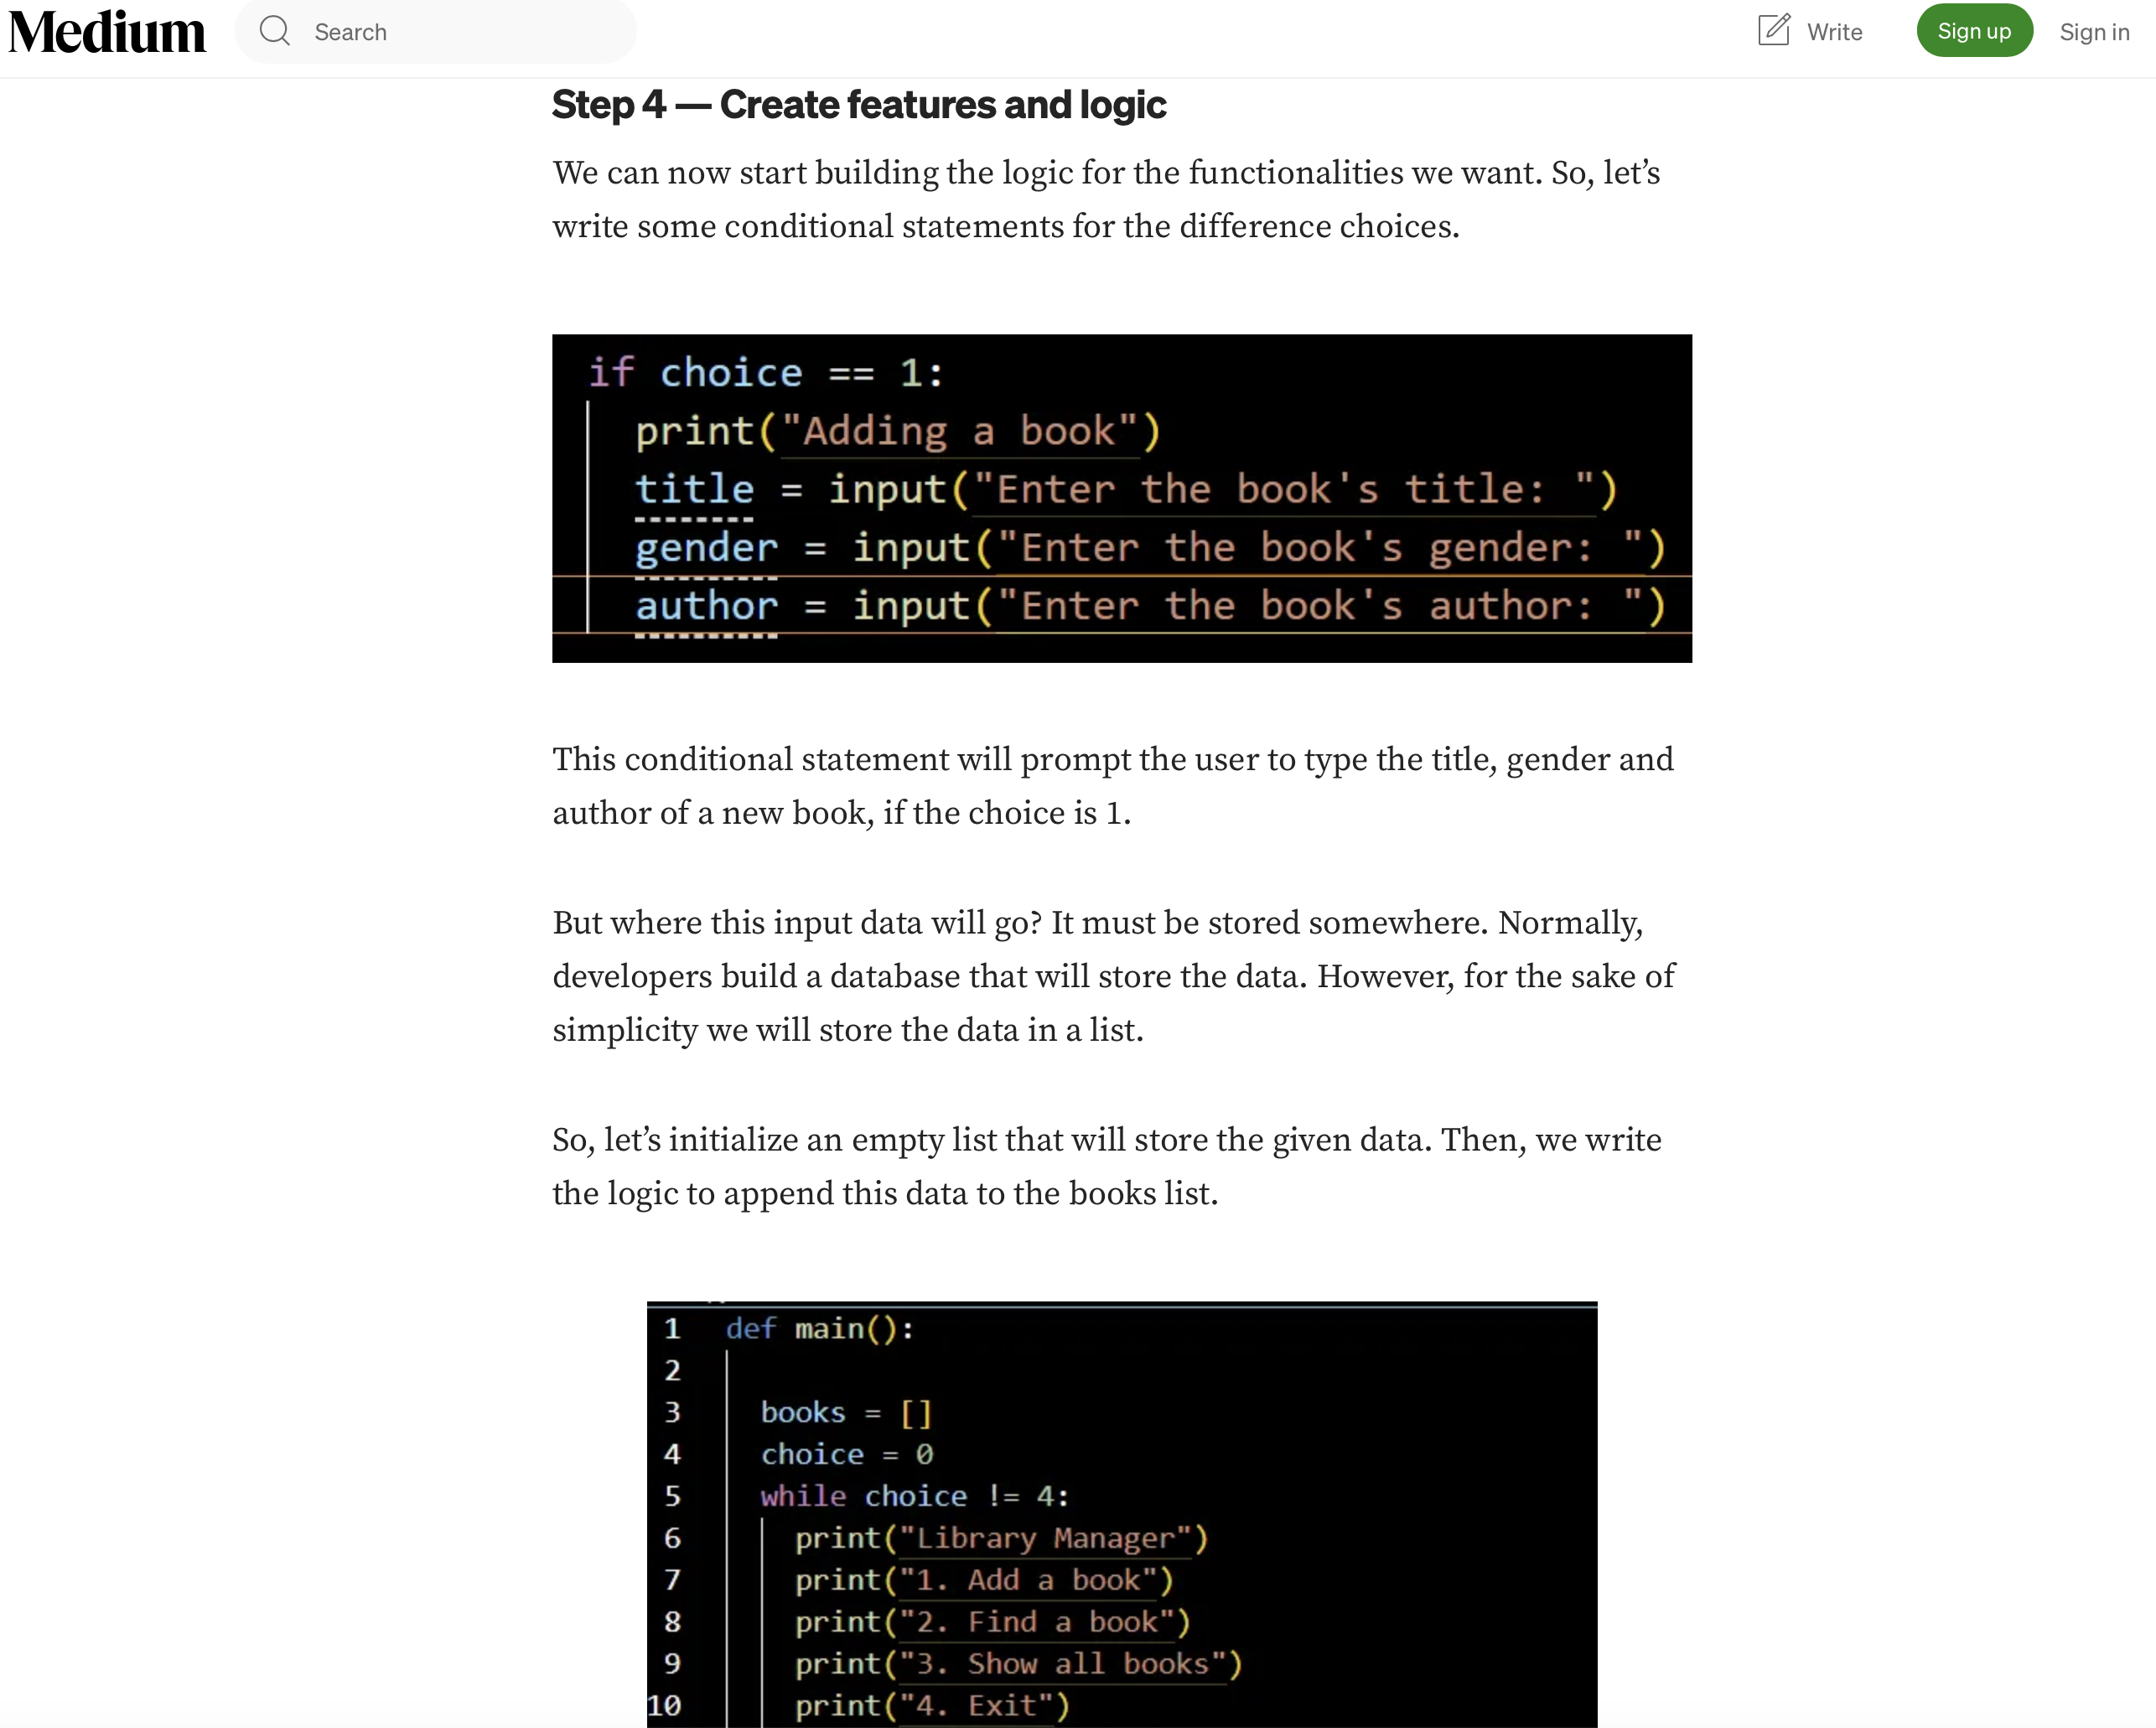 Medium
Search
Write
Sign up
Sign in
Step 4 — Create features and logic
We can now start building the logic for the functionalities we want. So, let’s
write some conditional statements for the difference choices.
if choice == 1:
print("Adding a book")
title = input("Enter the book's title: ")
gender = input("Enter the book's gender: ")
author = input("Enter the book's author: ")
This conditional statement will prompt the user to type the title, gender and
author of a new book, if the choice is 1.
But where this input data will go? It must be stored somewhere. Normally,
developers build a database that will store the data. However, for the sake of
simplicity we will store the data in a list.
So, let’s initialize an empty list that will store the given data. Then, we write
the logic to append this data to the books list.
1 def main():
2
3 books = []
4 choice = 0
5 while choice != 4:
6 print("Library Manager")
7 print("1. Add a book")
8 print("2. Find a book")
9 print("3. Show all books")
10 print("4. Exit")